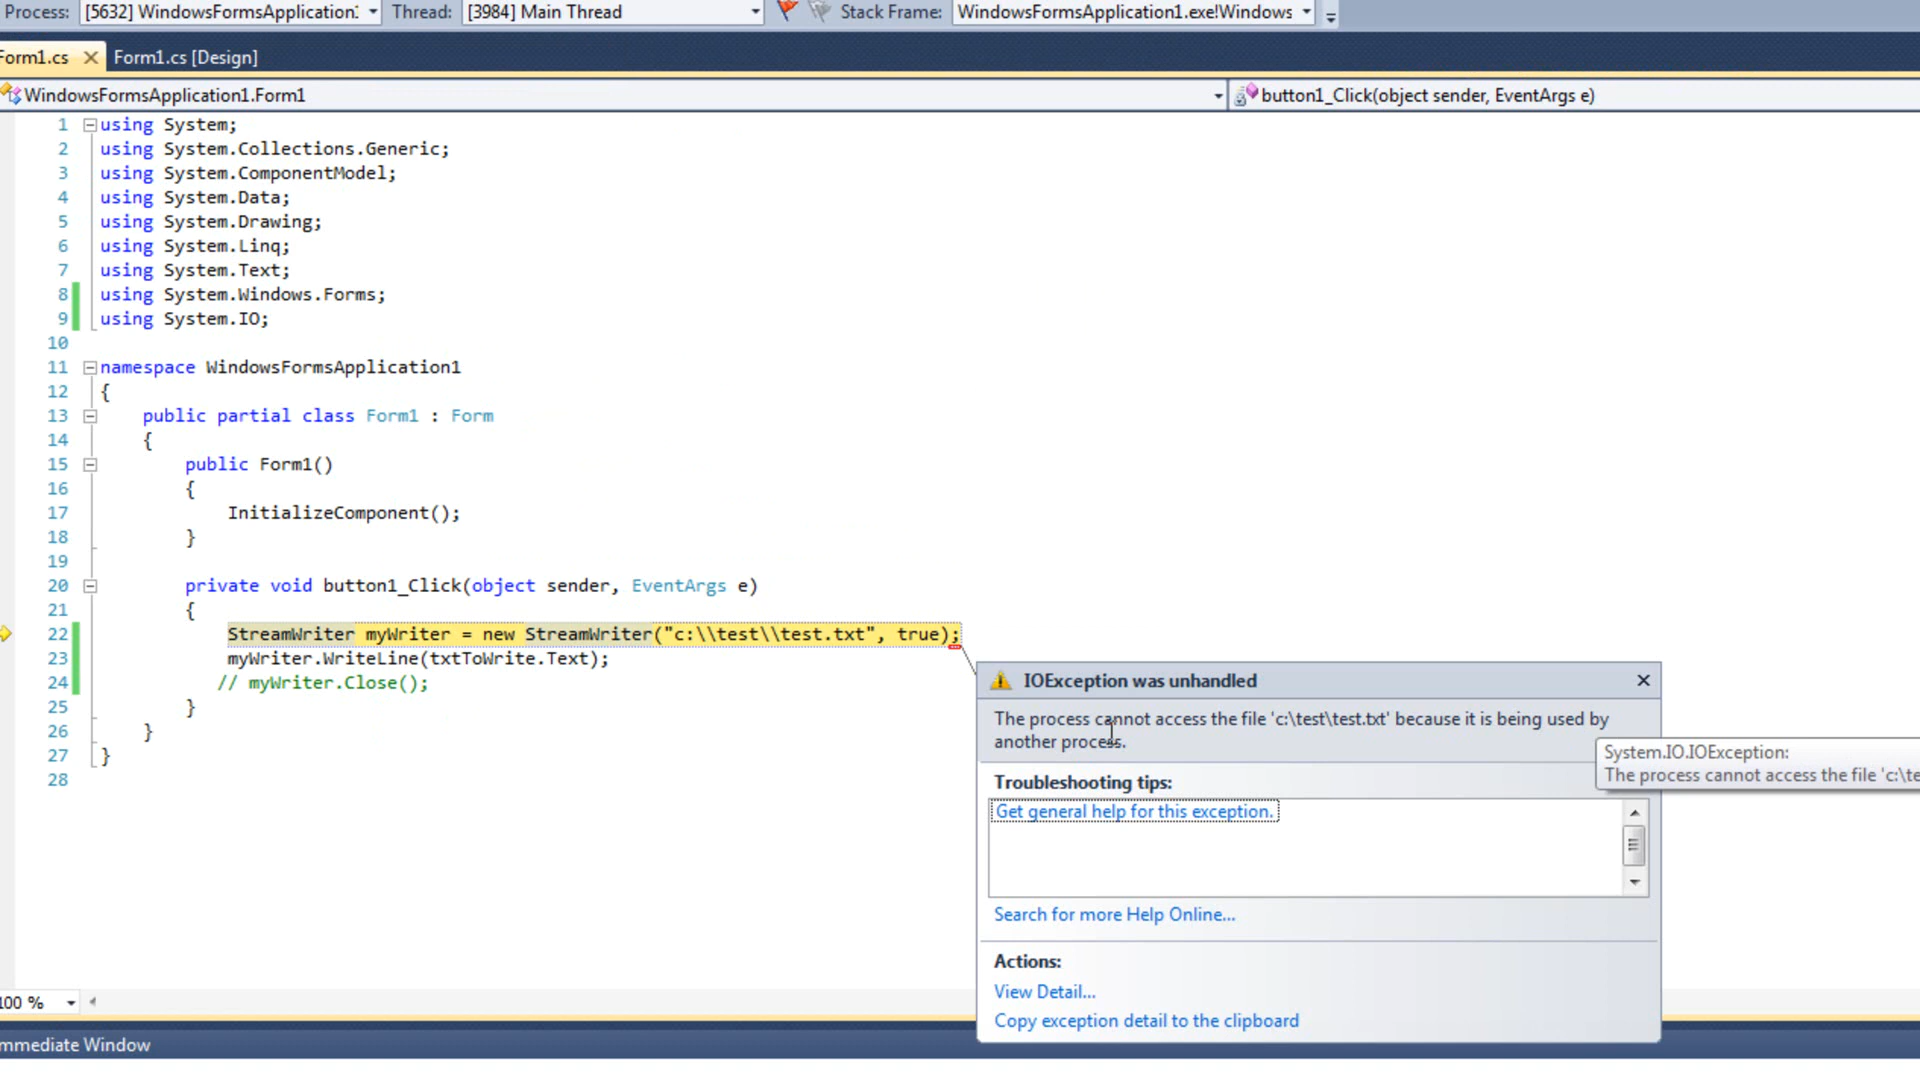 Process: [5632] WindowsFormsApplication: Thread: [3984] Main Thread Stack Frame: WindowsFormsApplication1.exe!Windows
Form1.cs Form1.cs [Design]
WindowsFormsApplication1.Form1 button1_Click(object sender, EventArgs e)
1 using System;
2 using System.Collections.Generic;
3 using System.ComponentModel;
4 using System.Data;
5 using System.Drawing;
6 using System.Linq;
7 using System.Text;
8 using System.Windows.Forms;
9 using System.IO;
10
11 namespace WindowsFormsApplication1
12 {
13 public partial class Form1 : Form
14 {
15 public Form1()
16 {
17 InitializeComponent();
18 }
19
20 private void button1_Click(object sender, EventArgs e)
21 {
22 StreamWriter myWriter = new StreamWriter("c:\\test\\test.txt", true);
23 myWriter.WriteLine(txtToWrite.Text);
24 // myWriter.Close();
25 }
26 }
27 }
28
IOException was unhandled
The process cannot access the file 'c:\test\test.txt' because it is being used by
another process.
System.IO.IOException:
The process cannot access the file 'c:\te
Troubleshooting tips:
Get general help for this exception.
Search for more Help Online...
Actions:
View Detail...
Copy exception detail to the clipboard
100 %
mmediate Window